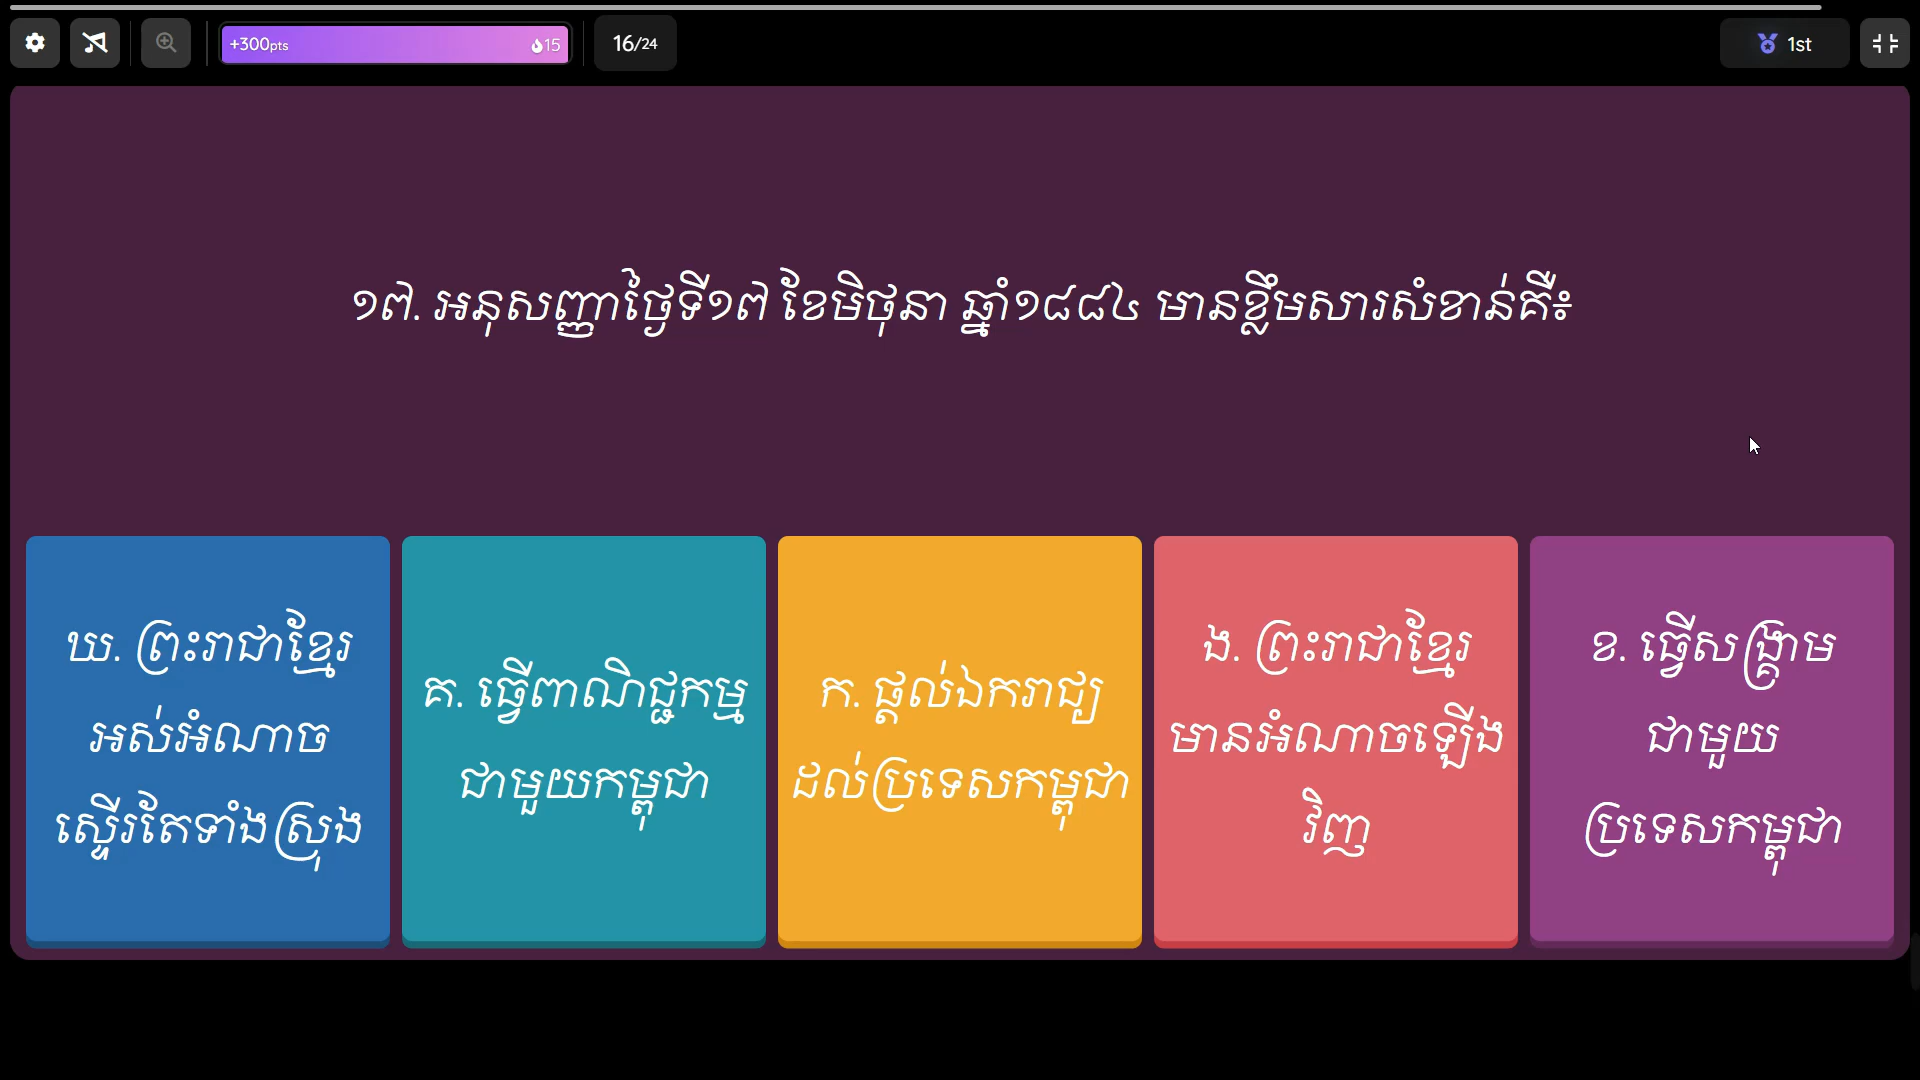 +300pts
15
16/24
1st
១៧. អនុសញ្ញាថ្ងៃទី១៧ ខែមិថុនា ឆ្នាំ១៨៨៤ មានខ្លឹមសារសំខាន់គឺ៖
ឃ. ព្រះរាជាខ្មែរ
អស់អំណាច
ស្ទើរតែទាំងស្រុង
គ. ធ្វើពាណិជ្ជកម្ម
ជាមួយកម្ពុជា
ក. ផ្តល់ឯករាជ្យ
ដល់ប្រទេសកម្ពុជា
ង. ព្រះរាជាខ្មែរ
មានអំណាចឡើង
វិញ
ខ. ធ្វើសង្គ្រាម
ជាមួយ
ប្រទេសកម្ពុជា